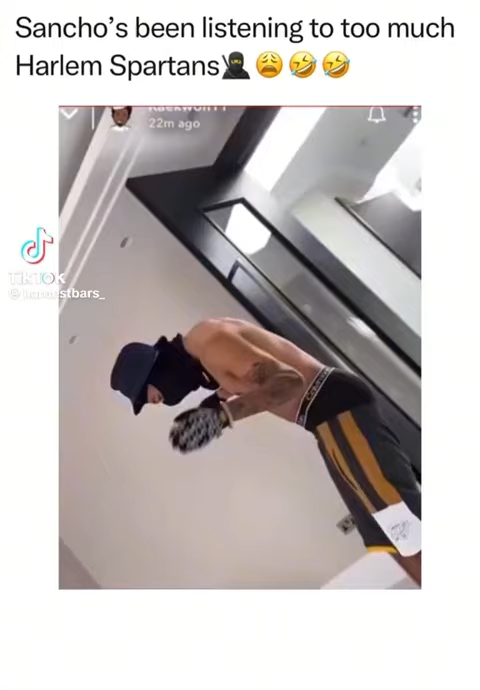 Sancho’s been listening to too much
Harlem Spartans🥷😩🤣🤣
22m ago
TikTok